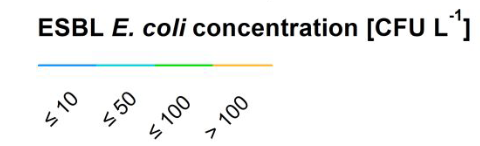 ESBL E. coli concentration [CFU L⁻¹]
≤ 10
≤ 50
≤ 100
> 100